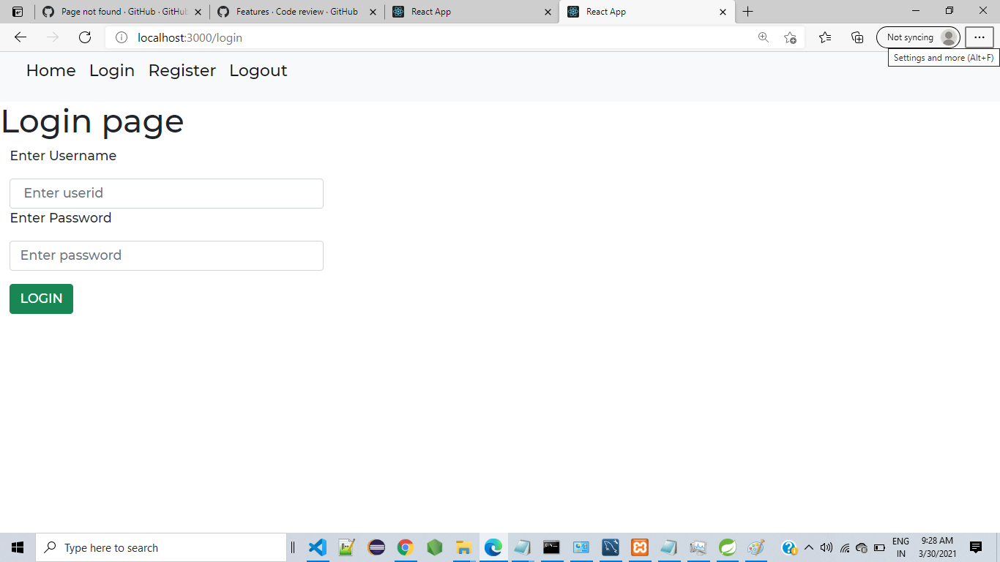 Page not found · GitHub · GitHub
Features · Code review · GitHub
React App
React App
localhost:3000/login
Not syncing
Settings and more (Alt+F)
Home Login Register Logout
Login page
Enter Username
Enter userid
Enter Password
Enter password
LOGIN
Type here to search
ENG
IN
9:28 AM
3/30/2021